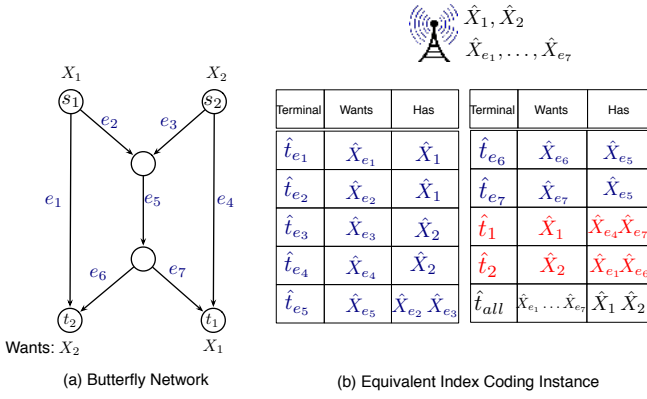 X̂₁, X̂₂
X̂ₑ₁, . . . , X̂ₑ₇
X₁ X₂
s₁ s₂
e₂ e₃
e₁ e₅ e₄
e₆ e₇
t₂ t₁
Wants: X₂ X₁
(a) Butterfly Network
Terminal Wants Has
t̂ₑ₁ X̂ₑ₁ X̂₁
t̂ₑ₂ X̂ₑ₂ X̂₁
t̂ₑ₃ X̂ₑ₃ X̂₂
t̂ₑ₄ X̂ₑ₄ X̂₂
t̂ₑ₅ X̂ₑ₅ X̂ₑ₂ X̂ₑ₃
Terminal Wants Has
t̂ₑ₆ X̂ₑ₆ X̂ₑ₅
t̂ₑ₇ X̂ₑ₇ X̂ₑ₅
t̂₁ X̂₁ X̂ₑ₄ X̂ₑ₇
t̂₂ X̂₂ X̂ₑ₁ X̂ₑ₆
t̂all X̂ₑ₁ . . . X̂ₑ₇ X̂₁ X̂₂
(b) Equivalent Index Coding Instance